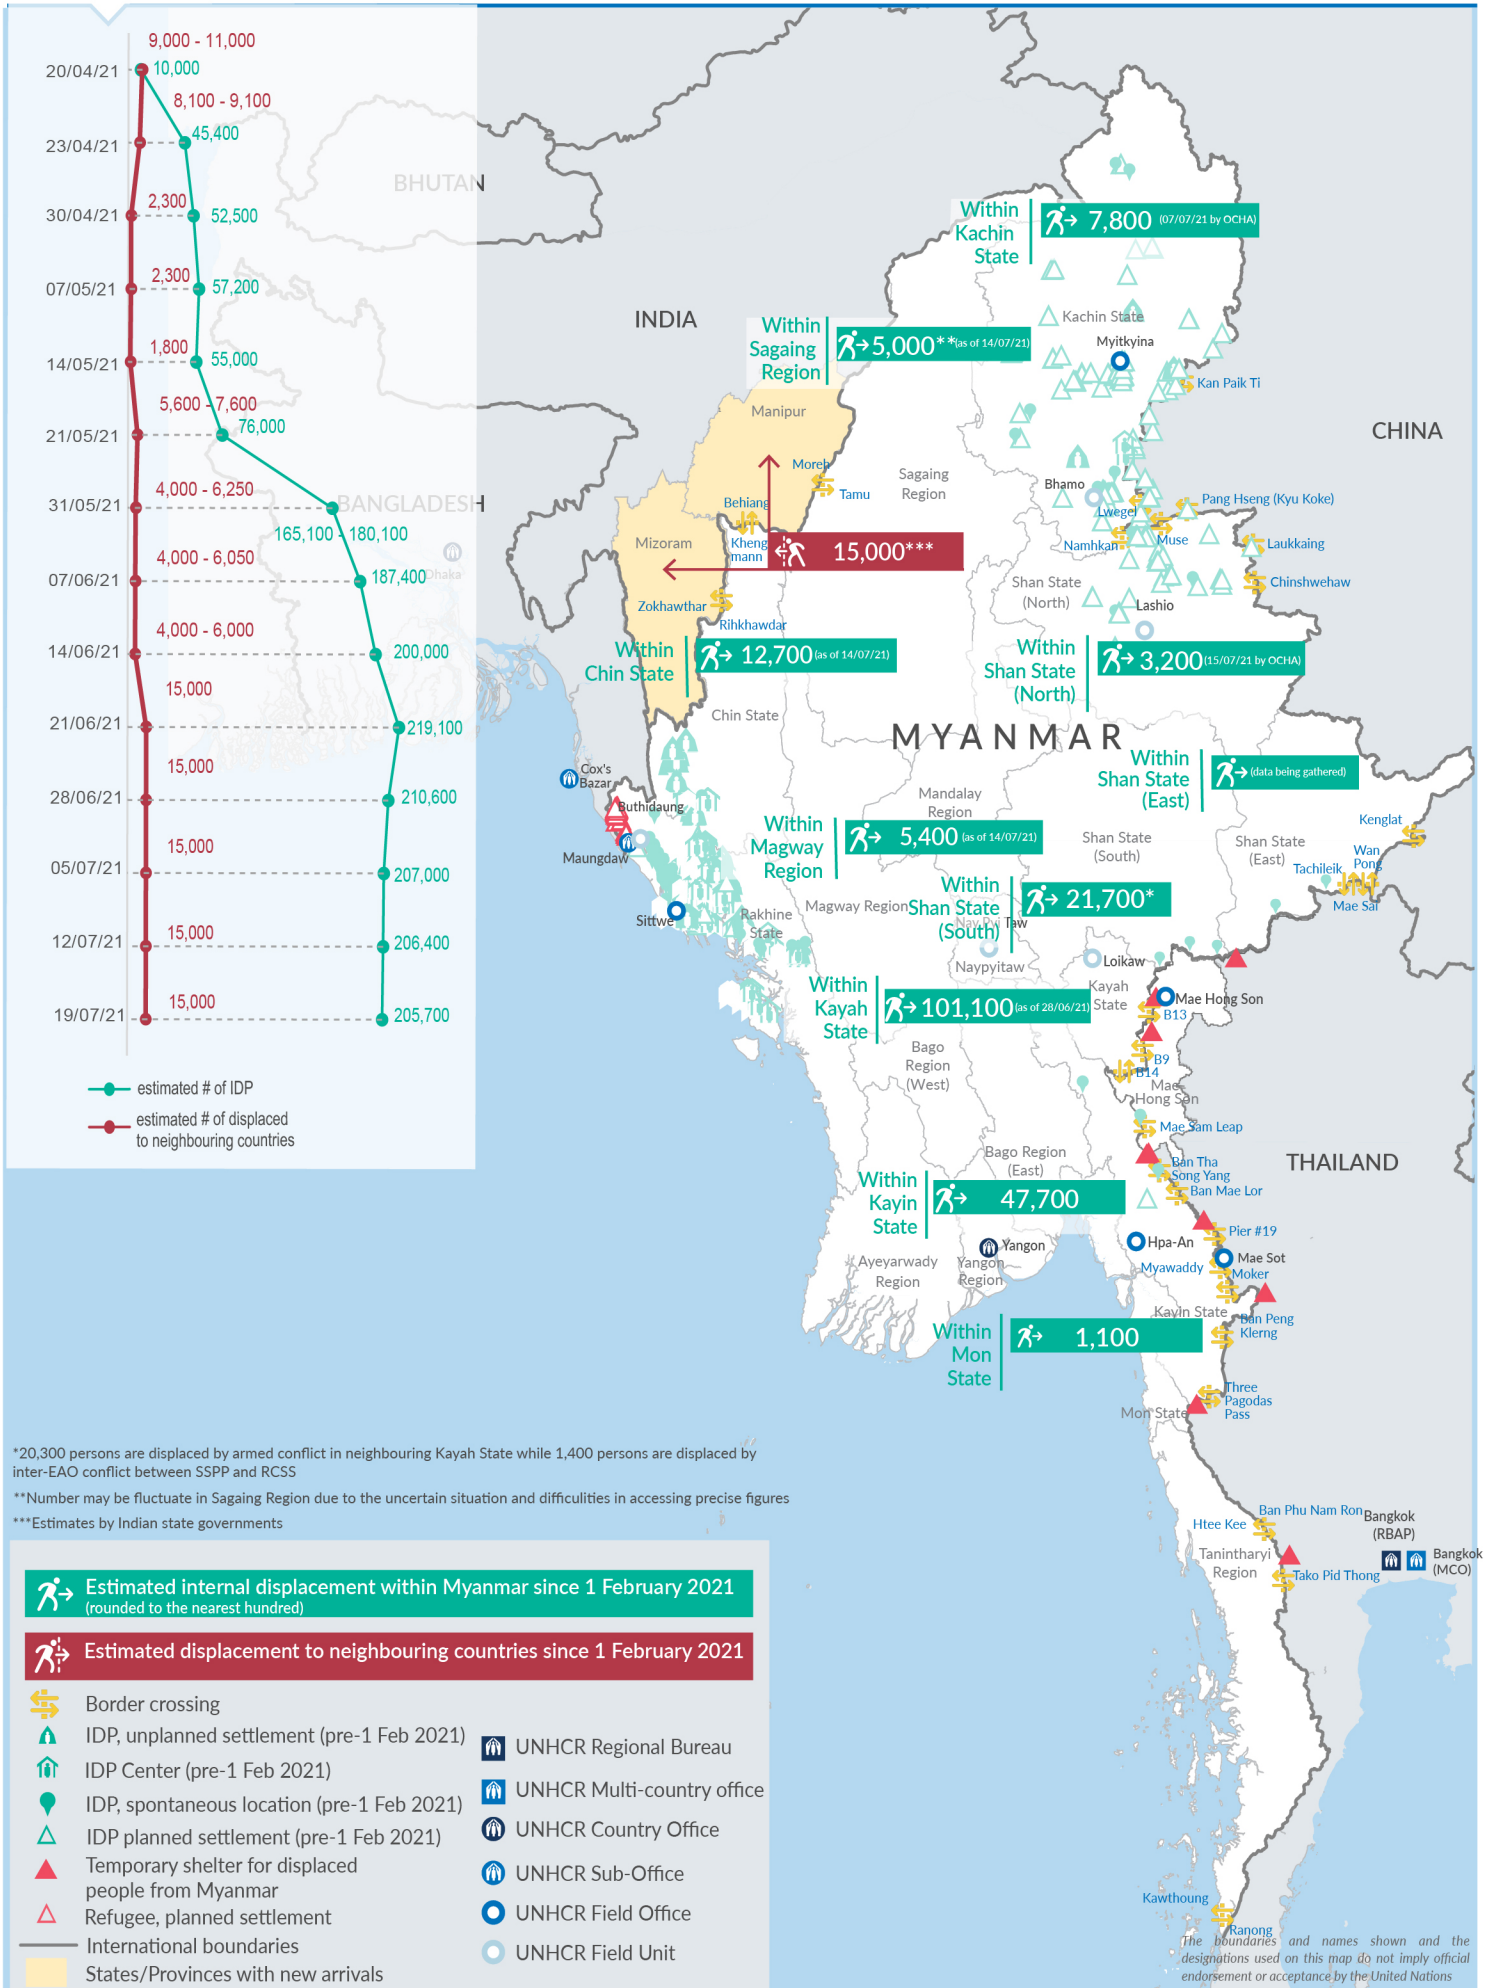 9,000 - 11,000
20/04/21
10,000
8,100 - 9,100
23/04/21
45,400
30/04/21
2,300
52,500
07/05/21
2,300
57,200
14/05/21
1,800
55,000
5,600 - 7,600
21/05/21
76,000
31/05/21
4,000 - 6,250
165,100 - 180,100
07/06/21
4,000 - 6,050
187,400
14/06/21
4,000 - 6,000
200,000
15,000
21/06/21
219,100
15,000
28/06/21
210,600
15,000
05/07/21
207,000
12/07/21
15,000
206,400
15,000
19/07/21
205,700
estimated # of IDP
estimated # of displaced
to neighbouring countries
BHUTAN
BANGLADESH
Dhaka
INDIA
CHINA
THAILAND
MYANMAR
Within
Kachin
State
7,800 (07/07/21 by OCHA)
Kachin State
Myitkyina
Kan Paik Ti
Within
Sagaing
Region
5,000** (as of 14/07/21)
Manipur
Moreh
Tamu
Sagaing
Region
Behiang
Kheng
mann
Mizoram
15,000***
Zokhawthar
Rihkhawdar
Bhamo
Lwegel
Pang Hseng (Kyu Koke)
Namhkan
Muse
Laukkaing
Chinshwehaw
Shan State
(North)
Lashio
Within
Chin State
12,700 (as of 14/07/21)
Within
Shan State
(North)
3,200 (15/07/21 by OCHA)
Chin State
Within
Shan State
(East)
(data being gathered)
Cox's
Bazar
Buthidaung
Maungdaw
Sittwe
Rakhine
State
Mandalay
Region
Within
Magway
Region
5,400 (as of 14/07/21)
Shan State
(South)
Shan State
(East)
Kenglat
Wan
Pong
Tachileik
Mae Sai
Within
Shan State
(South)
21,700*
Magway Region
Nay Pyi Taw
Naypyitaw
Loikaw
Within
Kayah
State
101,100 (as of 28/06/21)
Kayah
State
Mae Hong Son
B13
B9
B14
Mae
Hong Son
Bago
Region
(West)
Mae Sam Leap
Bago Region
(East)
Ban Tha
Song Yang
Ban Mae Lor
Within
Kayin
State
47,700
Pier #19
Hpa-An
Mae Sot
Myawaddy
Moker
Yangon
Yangon
Region
Ayeyarwady
Region
Kayin State
Ban Peng
Klerng
Within
Mon
State
1,100
Three
Pagodas
Pass
Mon State
Ban Phu Nam Ron
Htee Kee
Tanintharyi
Region
Tako Pid Thong
Bangkok
(RBAP)
Bangkok
(MCO)
Kawthoung
Ranong
*20,300 persons are displaced by armed conflict in neighbouring Kayah State while 1,400 persons are displaced by
inter-EAO conflict between SSPP and RCSS
**Number may be fluctuate in Sagaing Region due to the uncertain situation and difficulities in accessing precise figures
***Estimates by Indian state governments
Estimated internal displacement within Myanmar since 1 February 2021
(rounded to the nearest hundred)
Estimated displacement to neighbouring countries since 1 February 2021
Border crossing
IDP, unplanned settlement (pre-1 Feb 2021)
IDP Center (pre-1 Feb 2021)
IDP, spontaneous location (pre-1 Feb 2021)
IDP planned settlement (pre-1 Feb 2021)
Temporary shelter for displaced
people from Myanmar
Refugee, planned settlement
International boundaries
States/Provinces with new arrivals
UNHCR Regional Bureau
UNHCR Multi-country office
UNHCR Country Office
UNHCR Sub-Office
UNHCR Field Office
UNHCR Field Unit
The boundaries and names shown and the
designations used on this map do not imply official
endorsement or acceptance by the United Nations